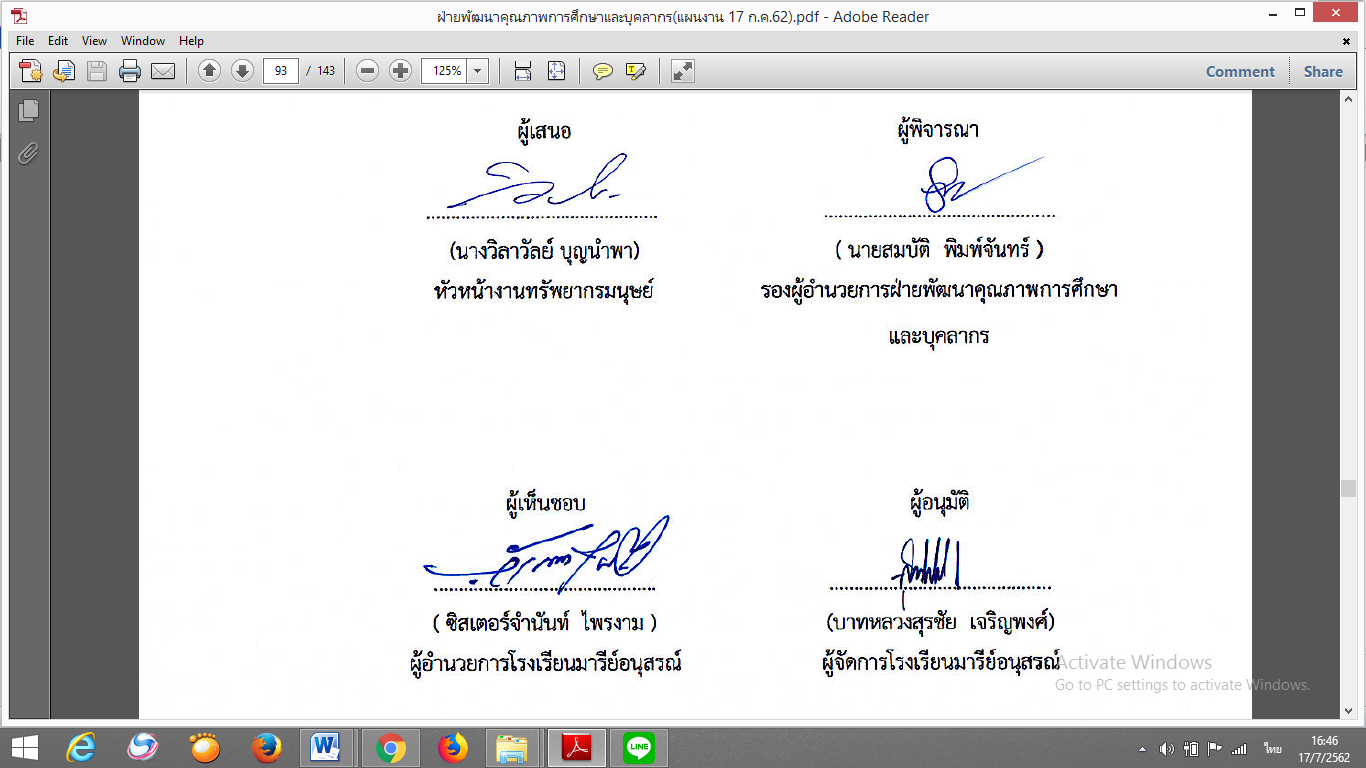 ฝ่ายพัฒนาคุณภาพการศึกษาและบุคลากร(แผนงาน 17 ก.ค.62).pdf - Adobe Reader
File Edit View Window Help
93 / 143 125% Comment Share
ผู้เสนอ ผู้พิจารณา
(นางวิลาวัลย์ บุญนำพา) ( นายสมบัติ พิมพ์จันทร์ )
หัวหน้างานทรัพยากรมนุษย์ รองผู้อำนวยการฝ่ายพัฒนาคุณภาพการศึกษา
และบุคลากร
ผู้เห็นชอบ ผู้อนุมัติ
( ซิสเตอร์จำนันท์ ไพรงาม ) (บาทหลวงสุรชัย เจริญพงศ์)
ผู้อำนวยการโรงเรียนมารีย์อนุสรณ์ ผู้จัดการโรงเรียนมารีย์อนุสรณ์
Activate Windows
Go to PC settings to activate Windows.
LINE ไทย 16:46
17/7/2562